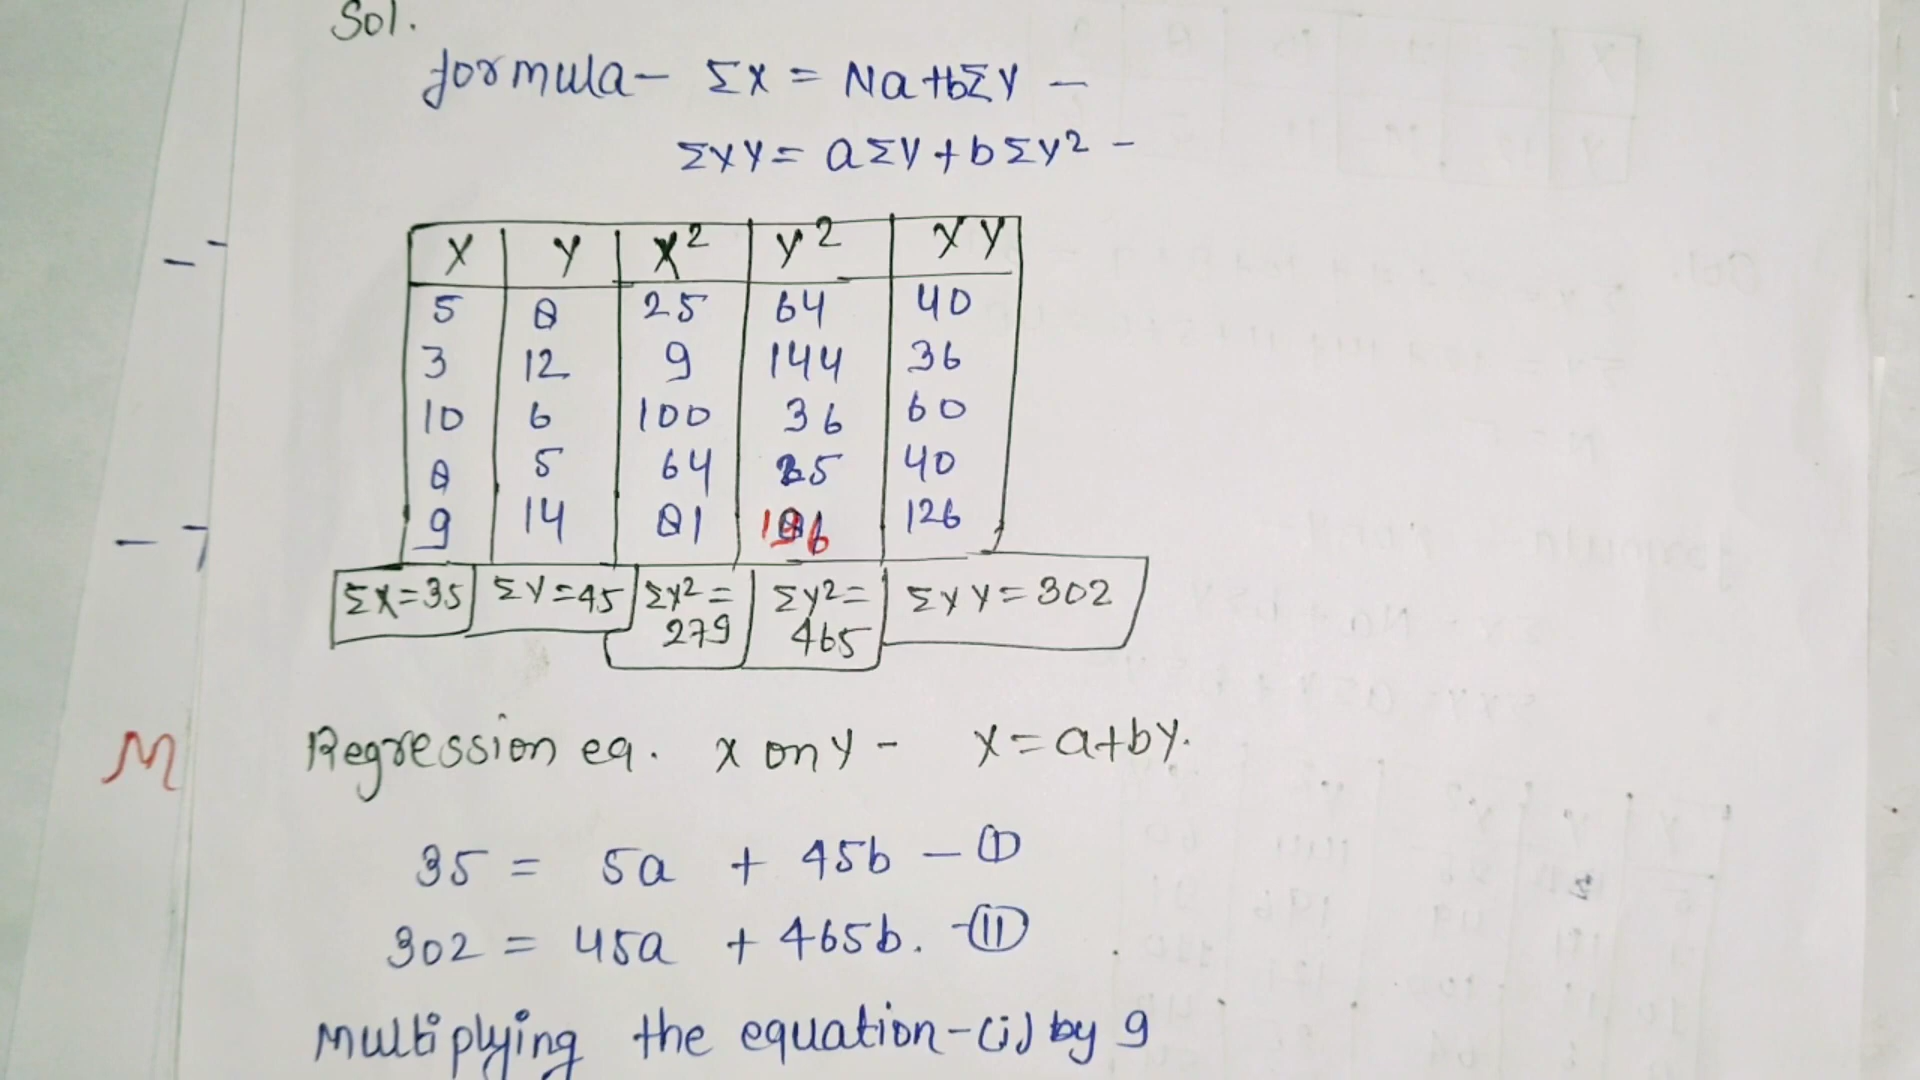 Sol.
formula - Σx = Na+bΣy -
Σxy = aΣy + bΣy² -
x y x² y² xy
5 8 25 64 40
3 12 9 144 36
10 6 100 36 60
8 5 64 25 40
9 14 81 196 126
Σx=35 Σy=45 Σx²=279 Σy²=465 Σxy=302
M
Regression eq. x on y - x=a+by.
35 = 5a + 45b - (I)
302 = 45a + 465b. - (II)
Multiplying the equation-(i) by 9